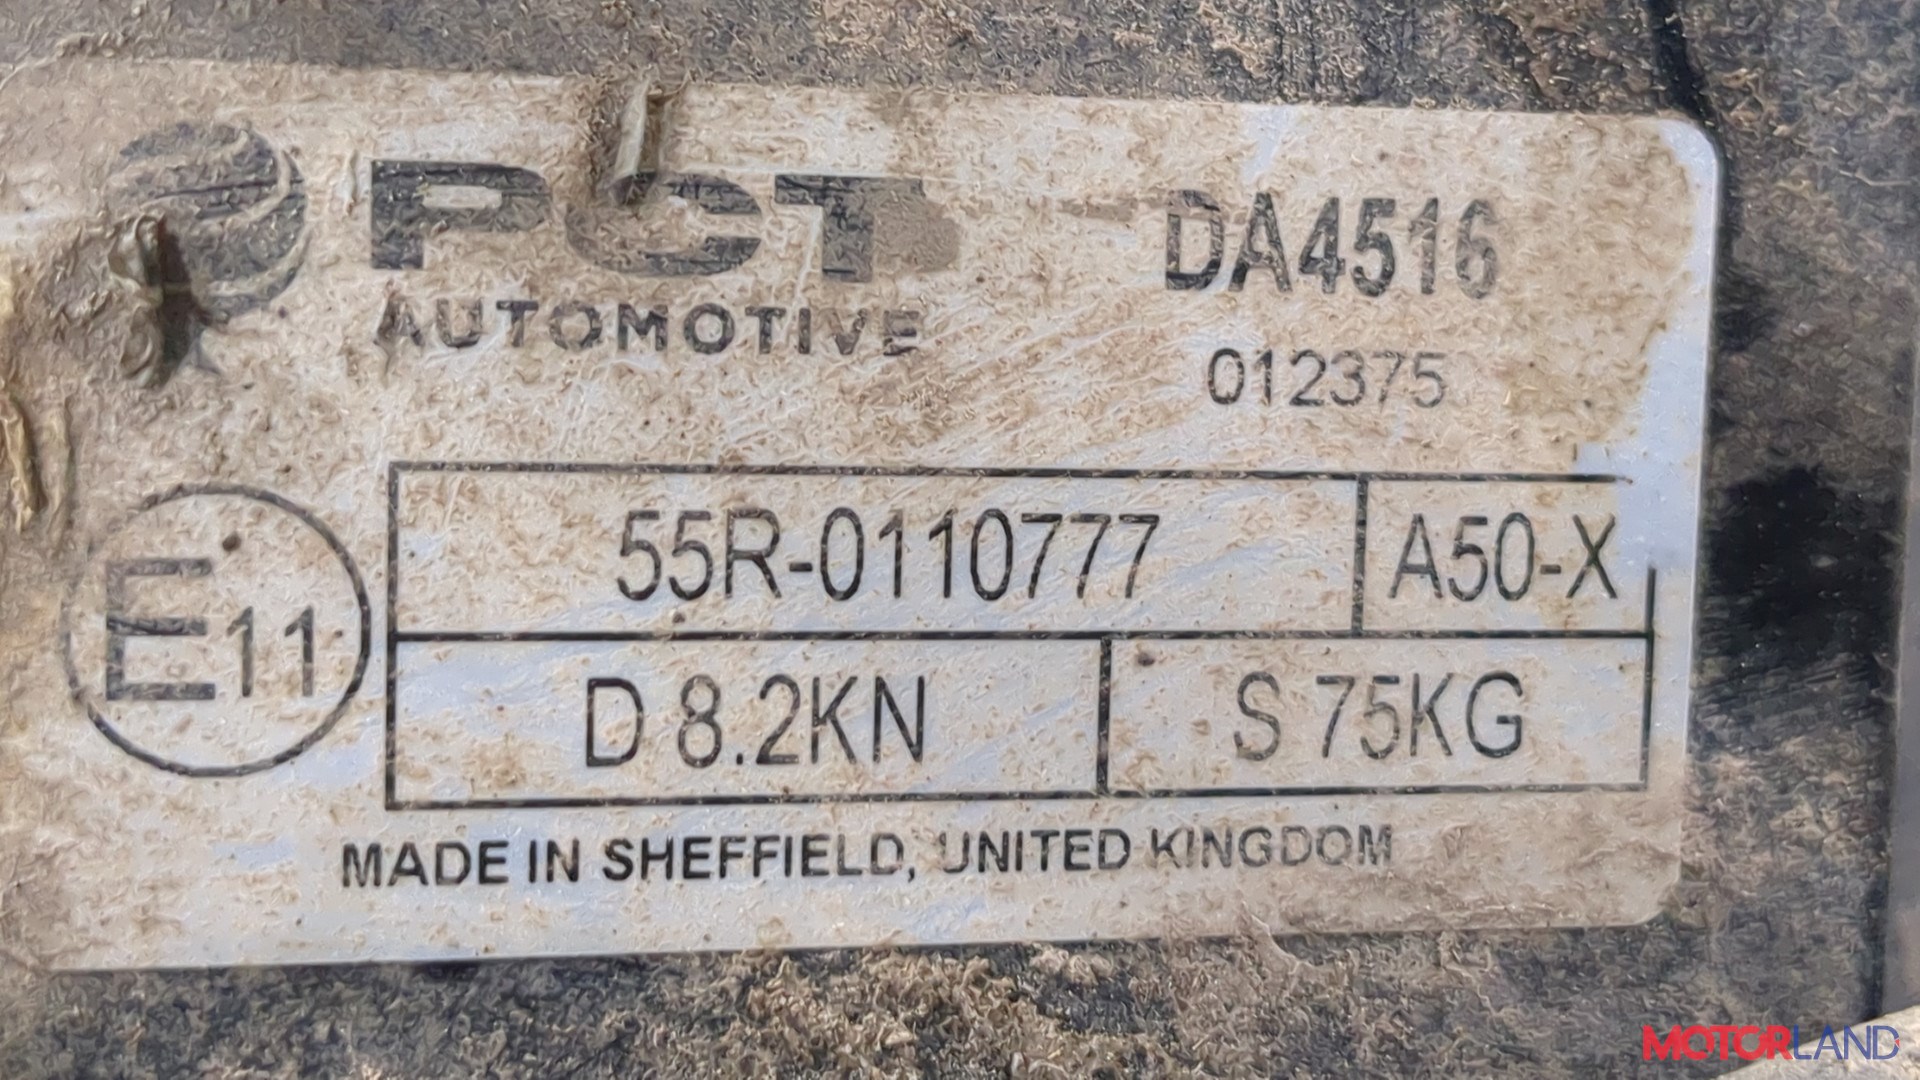 PCT DA4516
AUTOMOTIVE
012375
E11
55R-0110777 A50-X
D 8.2KN S 75KG
MADE IN SHEFFIELD, UNITED KINGDOM
MOTORLAND